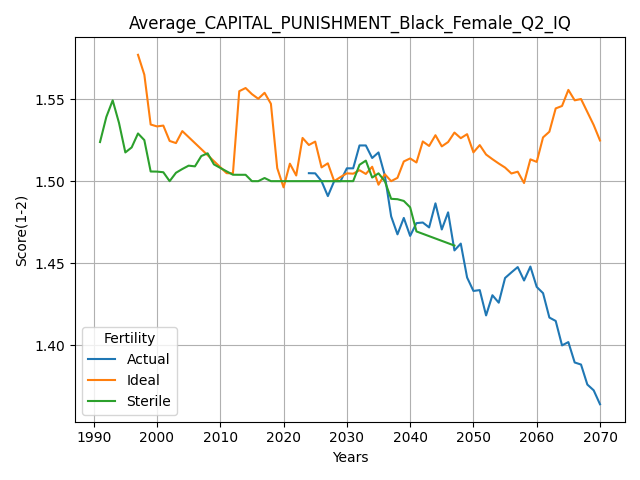 Average_CAPITAL_PUNISHMENT_Black_Female_Q2_IQ
Score(1-2)
1.55
1.50
1.45
1.40
Fertility
Actual
Ideal
Sterile
1990 2000 2010 2020 2030 2040 2050 2060 2070
Years